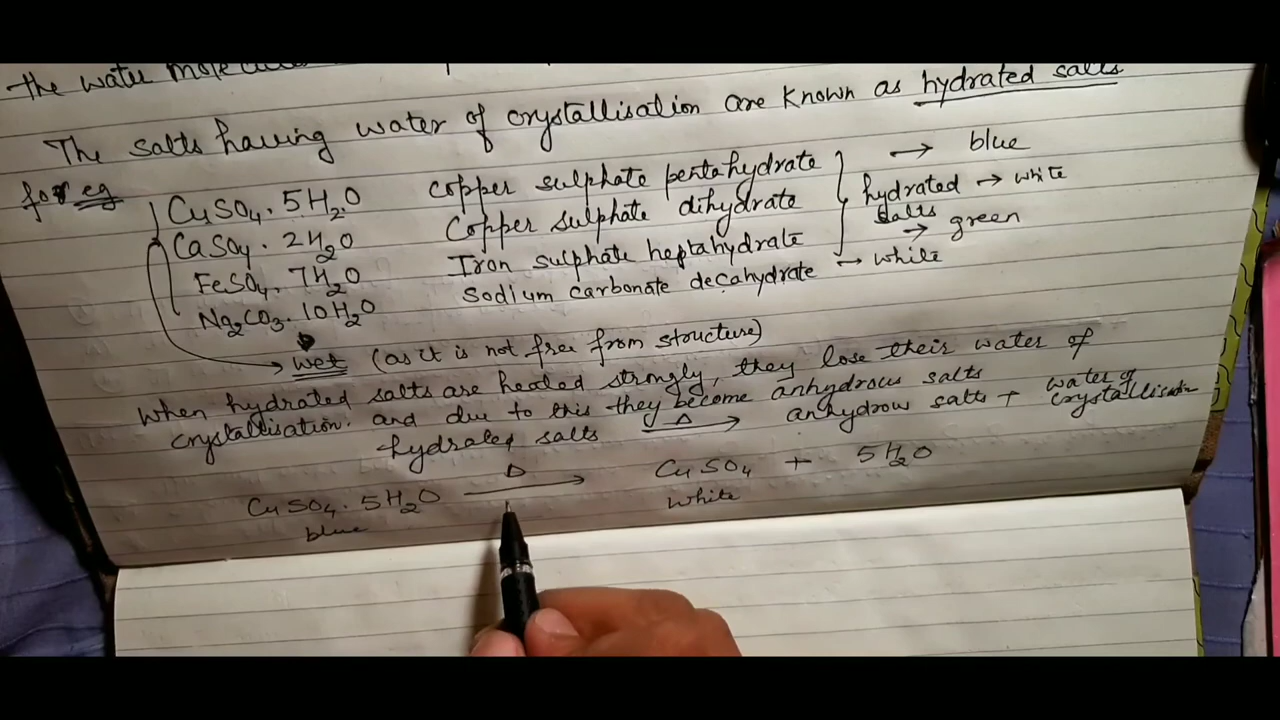 the water
The salts having water of crystallisation are known as hydrated salts
for eg
CuSO₄.5H₂O Copper sulphate pentahydrate → blue
CaSO₄.2H₂O Copper sulphate dihydrate hydrated salts → white
FeSO₄.7H₂O Iron sulphate heptahydrate → green
Na₂CO₃.10H₂O Sodium carbonate decahydrate → white
→ wet (as it is not free from structure)
When hydrated salts are heated strongly, they lose their water of
crystallisation. and due to this they become anhydrous salts
hydrated salts Δ→ anhydrous salts + water of crystallisation
CuSO₄.5H₂O Δ→ CuSO₄ + 5H₂O
blue white